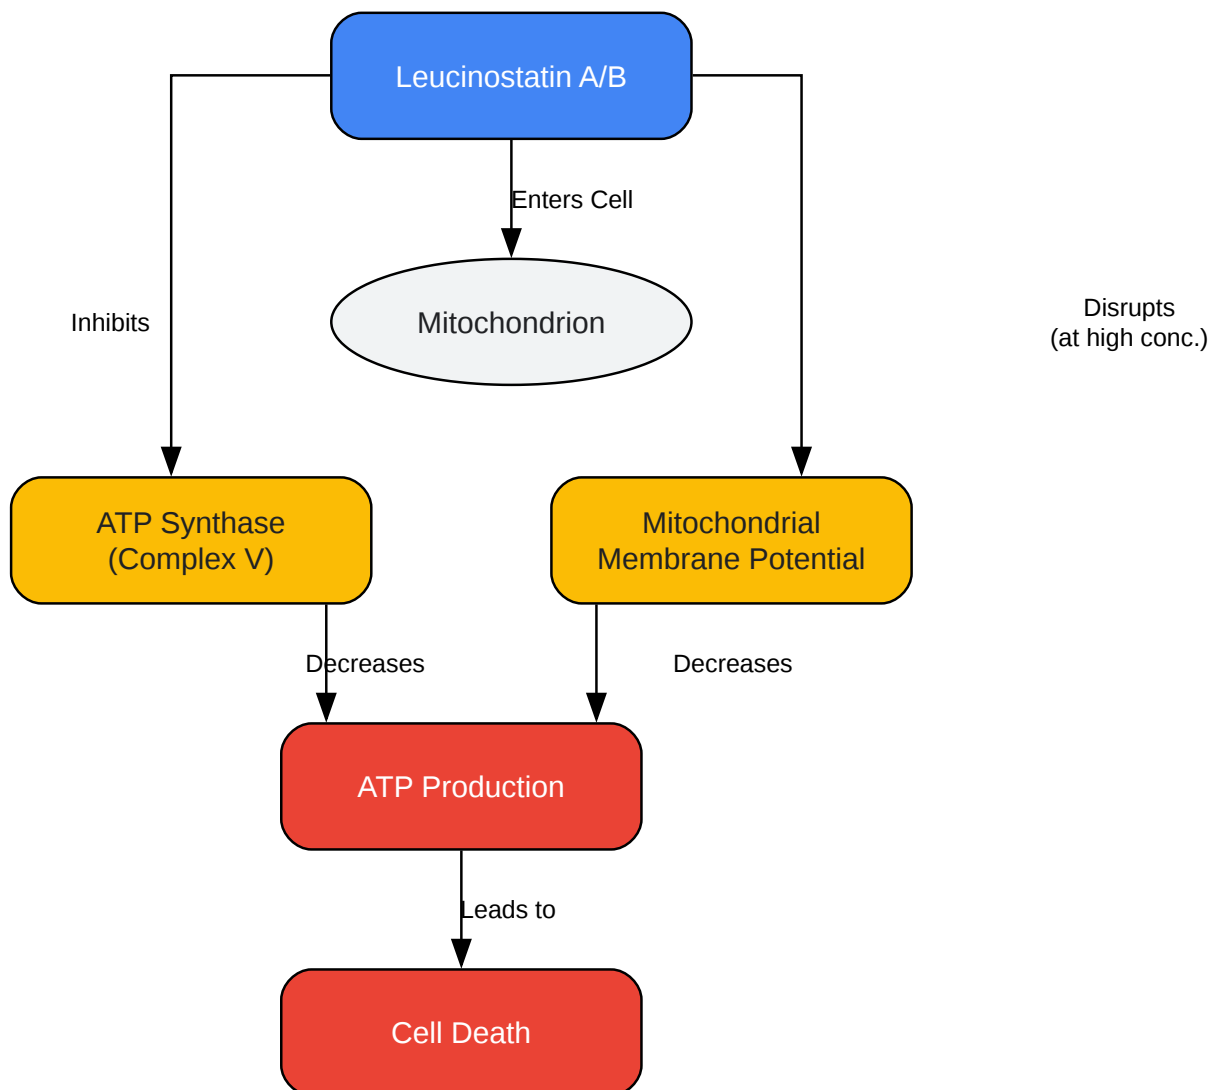 Leucinostatin A/B
Enters Cell
Inhibits
Mitochondrion
Disrupts
(at high conc.)
ATP Synthase
(Complex V)
Mitochondrial
Membrane Potential
Decreases
Decreases
ATP Production
Leads to
Cell Death